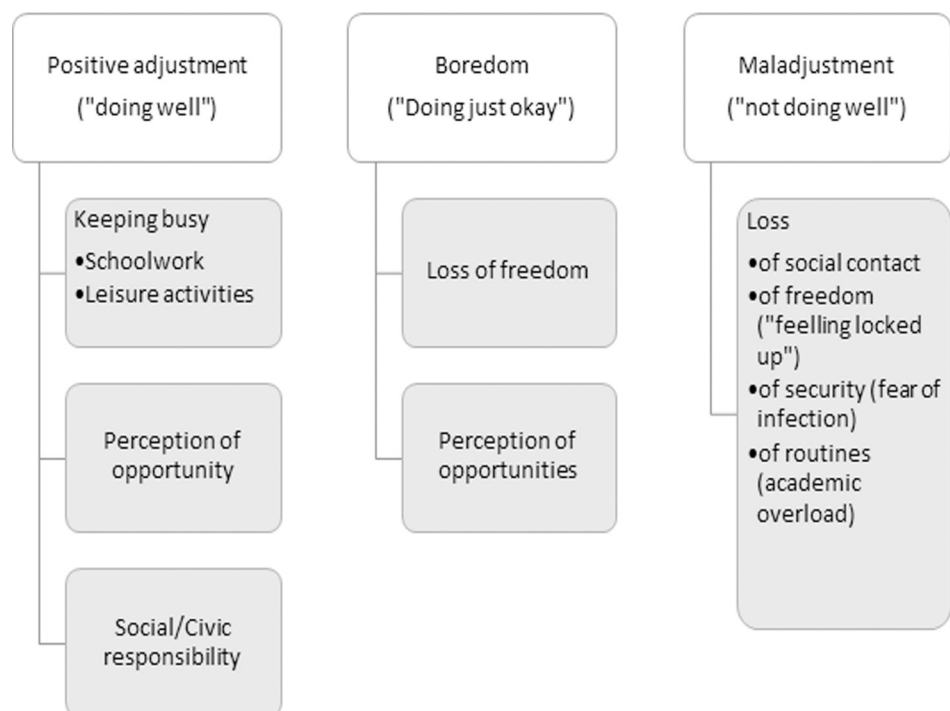 Positive adjustment
("doing well")
Keeping busy
•Schoolwork
•Leisure activities
Perception of
opportunity
Social/Civic
responsibility
Boredom
("Doing just okay")
Loss of freedom
Perception of
opportunities
Maladjustment
("not doing well")
Loss
•of social contact
•of freedom
("feelling locked
up")
•of security (fear of
infection)
•of routines
(academic
overload)